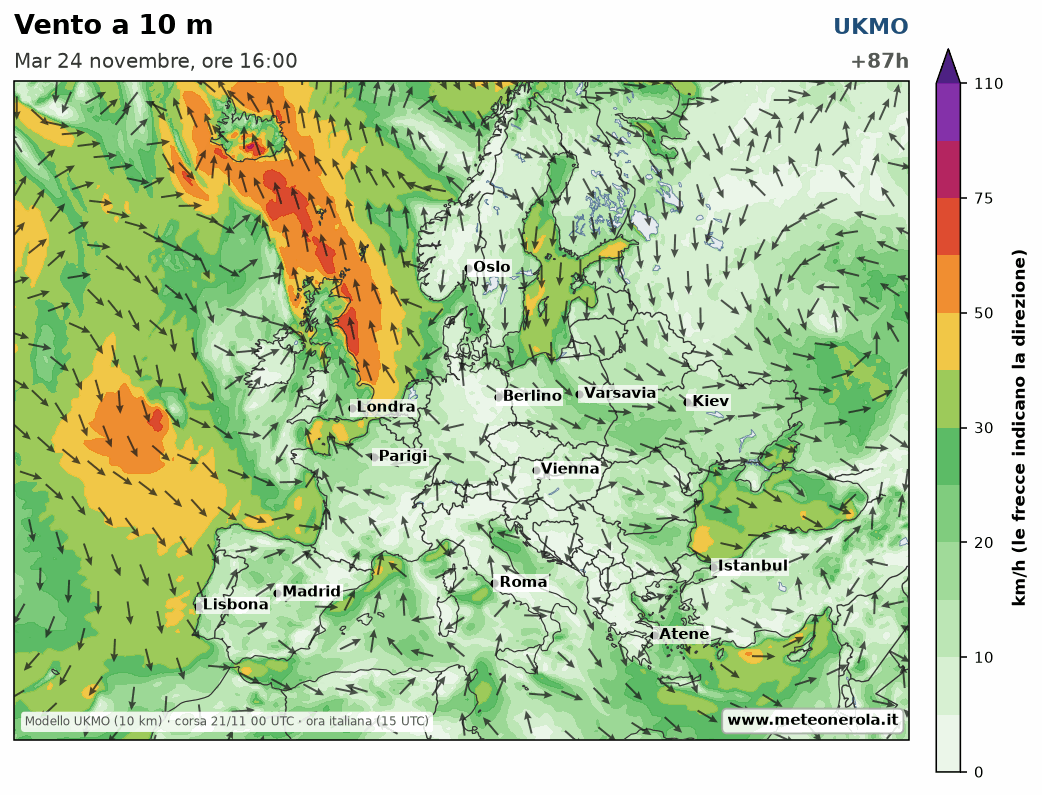 Vento a 10 m
UKMO
Mar 24 novembre, ore 16:00
+87h
110
75
50
30
20
10
0
km/h (le frecce indicano la direzione)
Oslo
Londra
Berlino
Varsavia
Kiev
Parigi
Vienna
Istanbul
Madrid
Roma
Lisbona
Atene
Modello UKMO (10 km) · corsa 21/11 00 UTC · ora italiana (15 UTC)
www.meteonerola.it